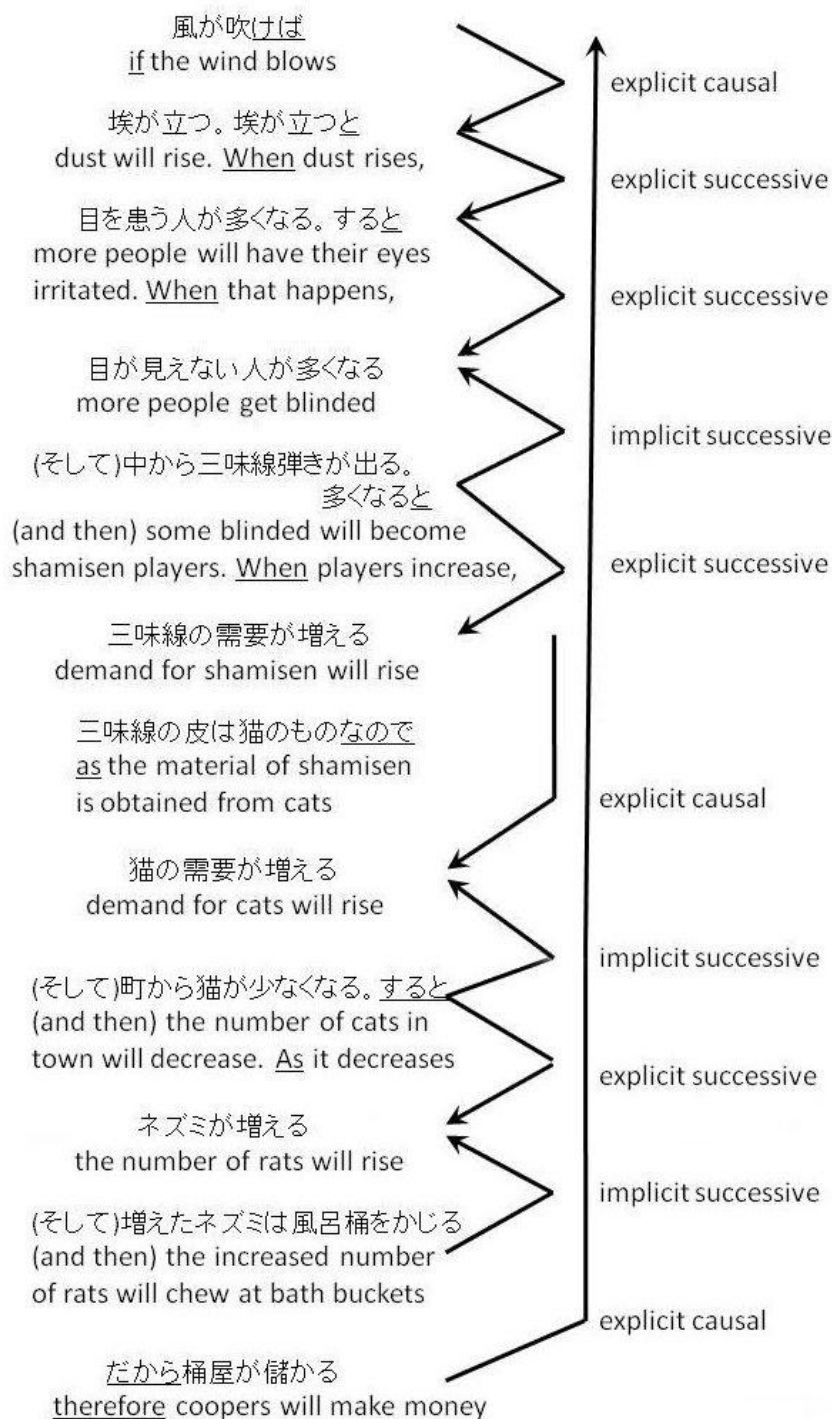 風が吹けば
if the wind blows
explicit causal
埃が立つ。埃が立つと
dust will rise. When dust rises,
explicit successive
目を患う人が多くなる。すると
more people will have their eyes
irritated. When that happens,
explicit successive
目が見えない人が多くなる
more people get blinded
implicit successive
(そして)中から三味線弾きが出る。
多くなると
(and then) some blinded will become
shamisen players. When players increase,
explicit successive
三味線の需要が増える
demand for shamisen will rise
三味線の皮は猫のものなので
as the material of shamisen
is obtained from cats
explicit causal
猫の需要が増える
demand for cats will rise
implicit successive
(そして)町から猫が少なくなる。すると
(and then) the number of cats in
town will decrease. As it decreases
explicit successive
ネズミが増える
the number of rats will rise
implicit successive
(そして)増えたネズミは風呂桶をかじる
(and then) the increased number
of rats will chew at bath buckets
explicit causal
だから桶屋が儲かる
therefore coopers will make money